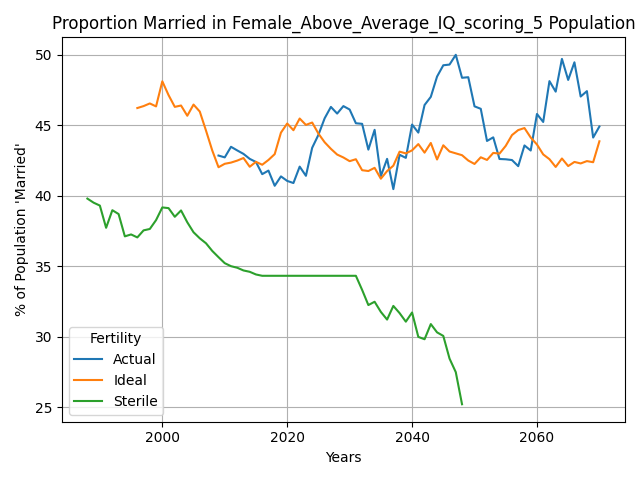 Proportion Married in Female_Above_Average_IQ_scoring_5 Population
% of Population 'Married'
50
45
40
35
30
25
Fertility
Actual
Ideal
Sterile
2000 2020 2040 2060
Years